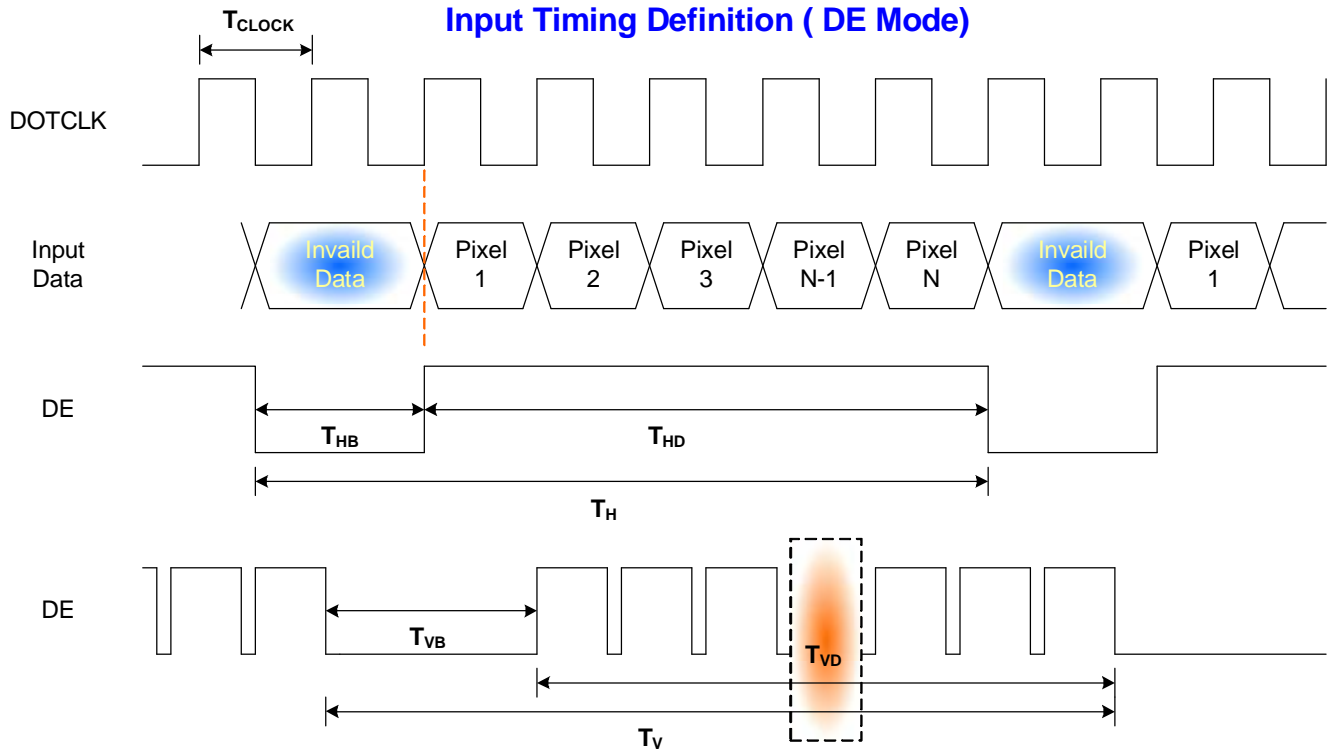 Input Timing Definition ( DE Mode)
TCLOCK
DOTCLK
Input
Data
Invaild
Data
Pixel
1
Pixel
2
Pixel
3
Pixel
N-1
Pixel
N
Invaild
Data
Pixel
1
DE
THB
THD
TH
DE
TVB
TVD
TV